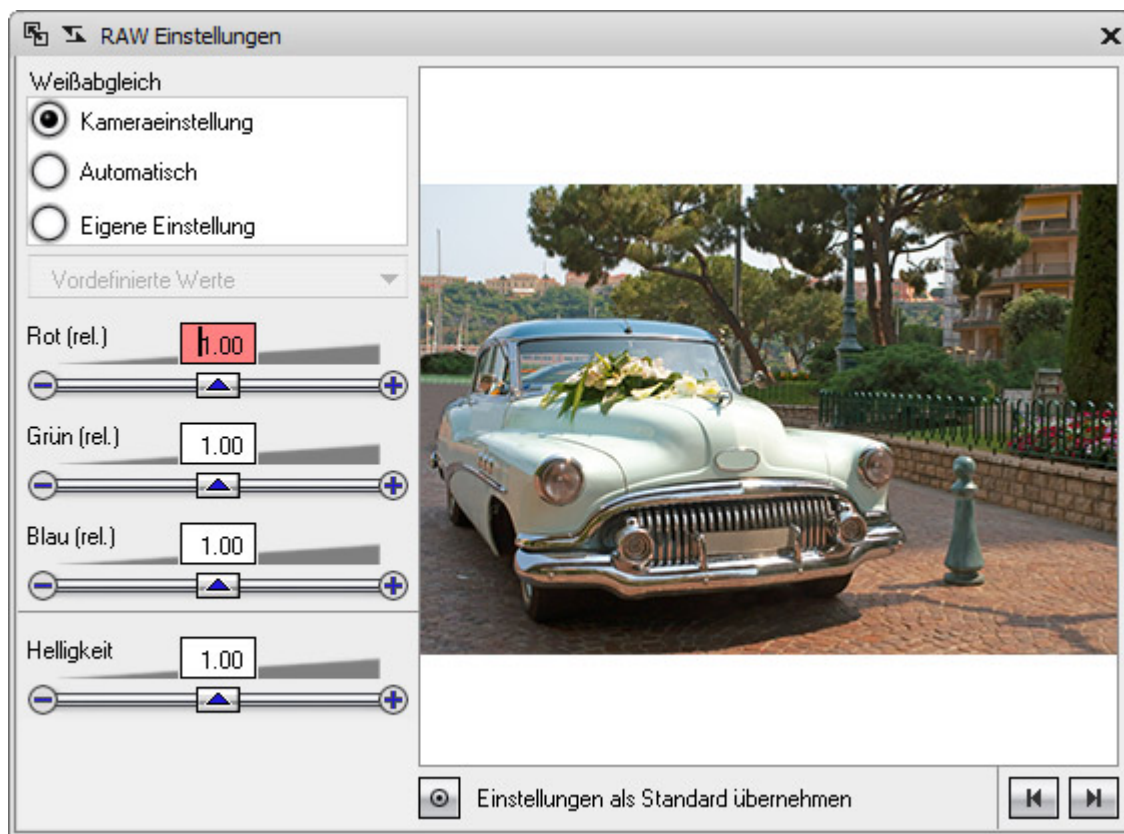 RAW Einstellungen
Weißabgleich
Kameraeinstellung
Automatisch
Eigene Einstellung
Vordefinierte Werte
Rot (rel.)
1.00
Grün (rel.)
1.00
Blau (rel.)
1.00
Helligkeit
1.00
Einstellungen als Standard übernehmen